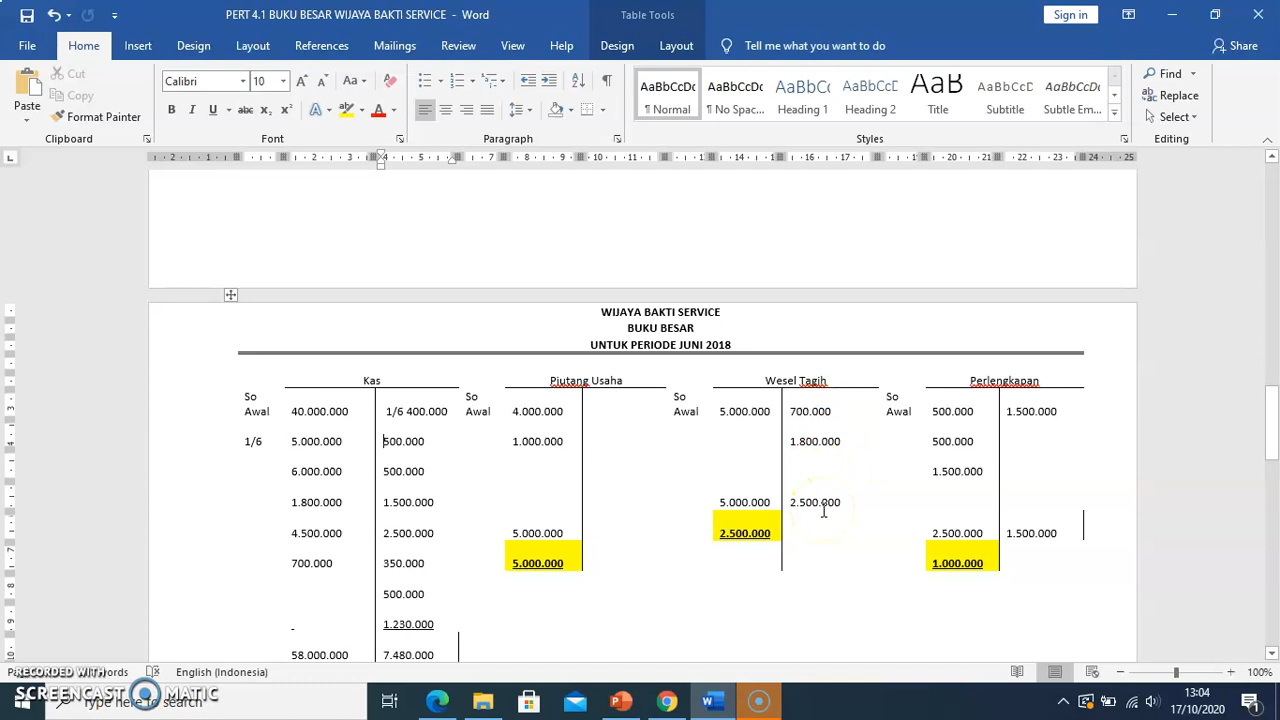 PERT 4.1 BUKU BESAR WIJAYA BAKTI SERVICE - Word
Table Tools
Sign in
File Home Insert Design Layout References Mailings Review View Help Design Layout Tell me what you want to do Share
Paste
Cut
Copy
Format Painter
Calibri 10
Clipboard Font Paragraph Styles Editing
AaBbCcDc AaBbCcDc AaBbCc AaBbCcD AaB AaBbCcD AaBbCcDc
¶ Normal ¶ No Spac... Heading 1 Heading 2 Title Subtitle Subtle Em...
Find
Replace
Select
WIJAYA BAKTI SERVICE
BUKU BESAR
UNTUK PERIODE JUNI 2018
Kas Piutang Usaha Wesel Tagih Perlengkapan
So So So So
Awal 40.000.000 1/6 400.000 Awal 4.000.000 Awal 5.000.000 700.000 Awal 500.000 1.500.000
1/6 5.000.000 500.000 1.000.000 1.800.000 500.000
6.000.000 500.000 1.500.000
1.800.000 1.500.000 5.000.000 2.500.000
4.500.000 2.500.000 5.000.000 2.500.000 2.500.000 1.500.000
700.000 350.000 5.000.000 1.000.000
500.000
1.230.000
58.000.000 7.480.000
RECORDED WITH
SCREENCAST MATIC
words English (Indonesia) 100%
Type here to search
13:04
17/10/2020